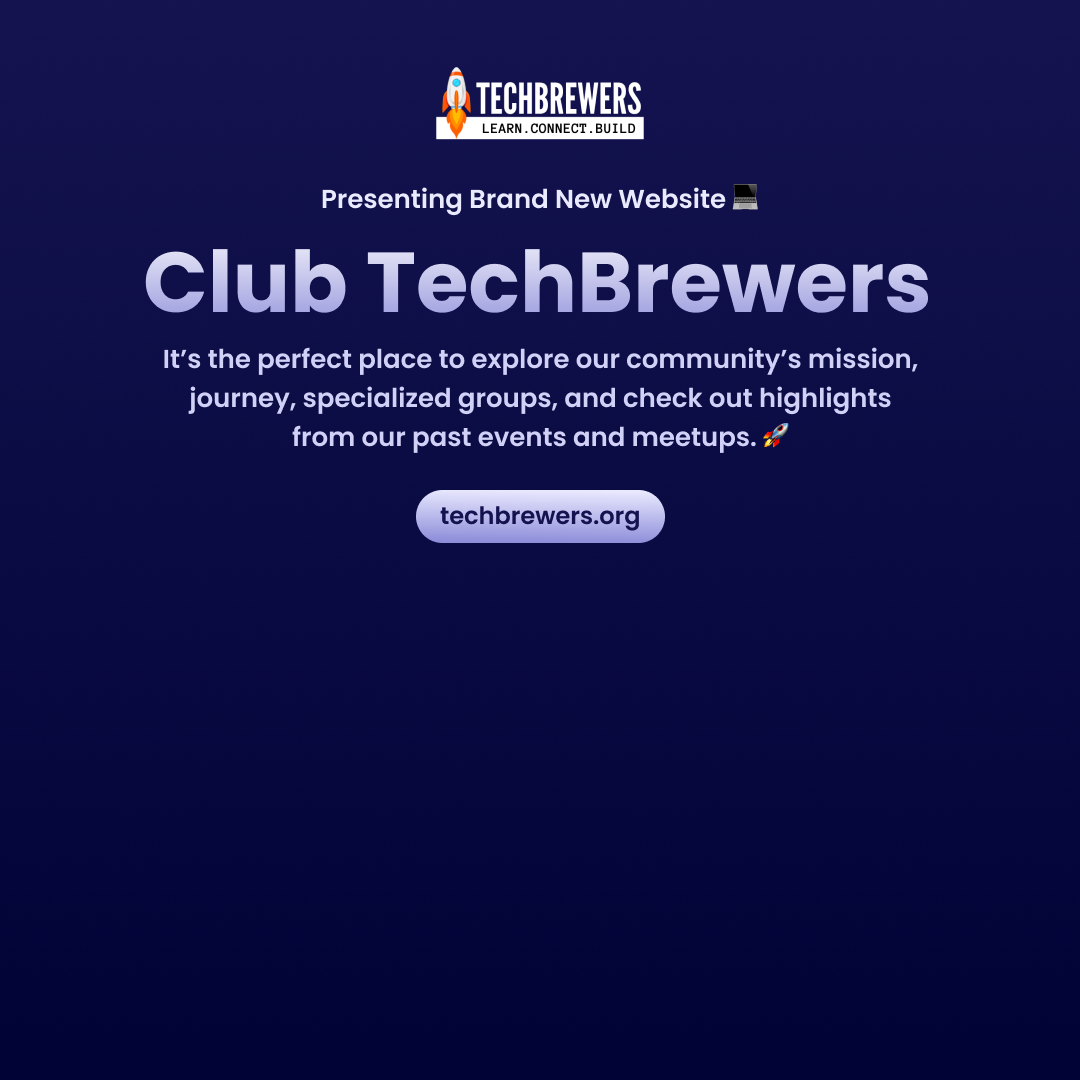 TECHBREWERS
LEARN.CONNECT.BUILD
Presenting Brand New Website 💻
Club TechBrewers
It’s the perfect place to explore our community’s mission,
journey, specialized groups, and check out highlights
from our past events and meetups. 🚀
techbrewers.org